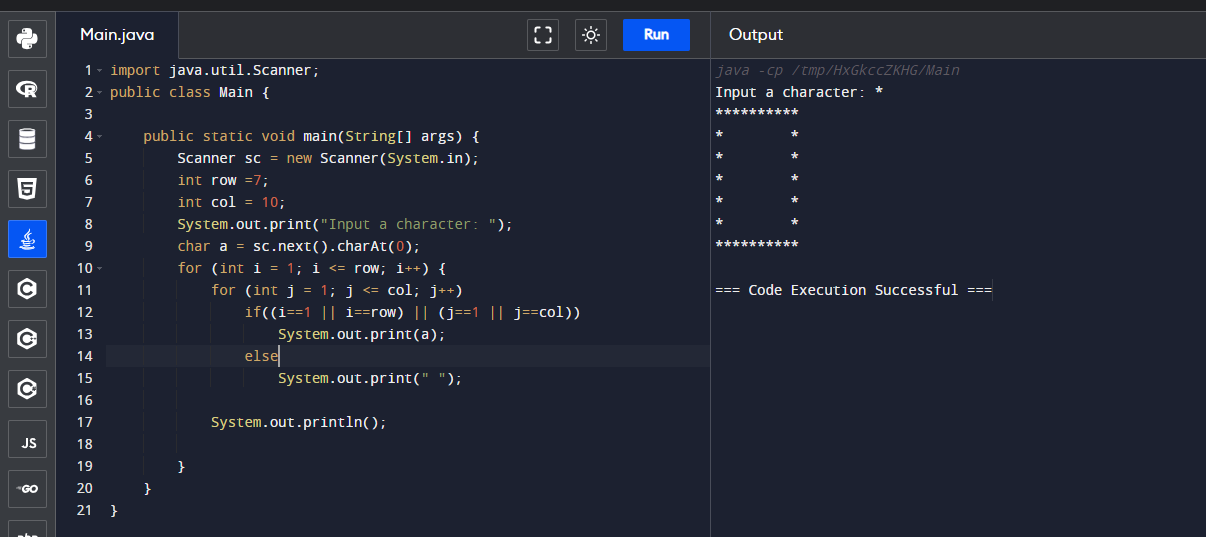 Main.java
Run
Output
1 import java.util.Scanner;
2 public class Main {
3
4     public static void main(String[] args) {
5         Scanner sc = new Scanner(System.in);
6         int row =7;
7         int col = 10;
8         System.out.print("Input a character: ");
9         char a = sc.next().charAt(0);
10         for (int i = 1; i <= row; i++) {
11             for (int j = 1; j <= col; j++)
12                 if((i==1 || i==row) || (j==1 || j==col))
13                     System.out.print(a);
14                 else
15                     System.out.print(" ");
16
17             System.out.println();
18
19         }
20     }
21 }
java -cp /tmp/HxGkccZKHG/Main
Input a character: *
**********
*        *
*        *
*        *
*        *
*        *
**********
=== Code Execution Successful ===
R
5
C
C
C#
JS
GO
php